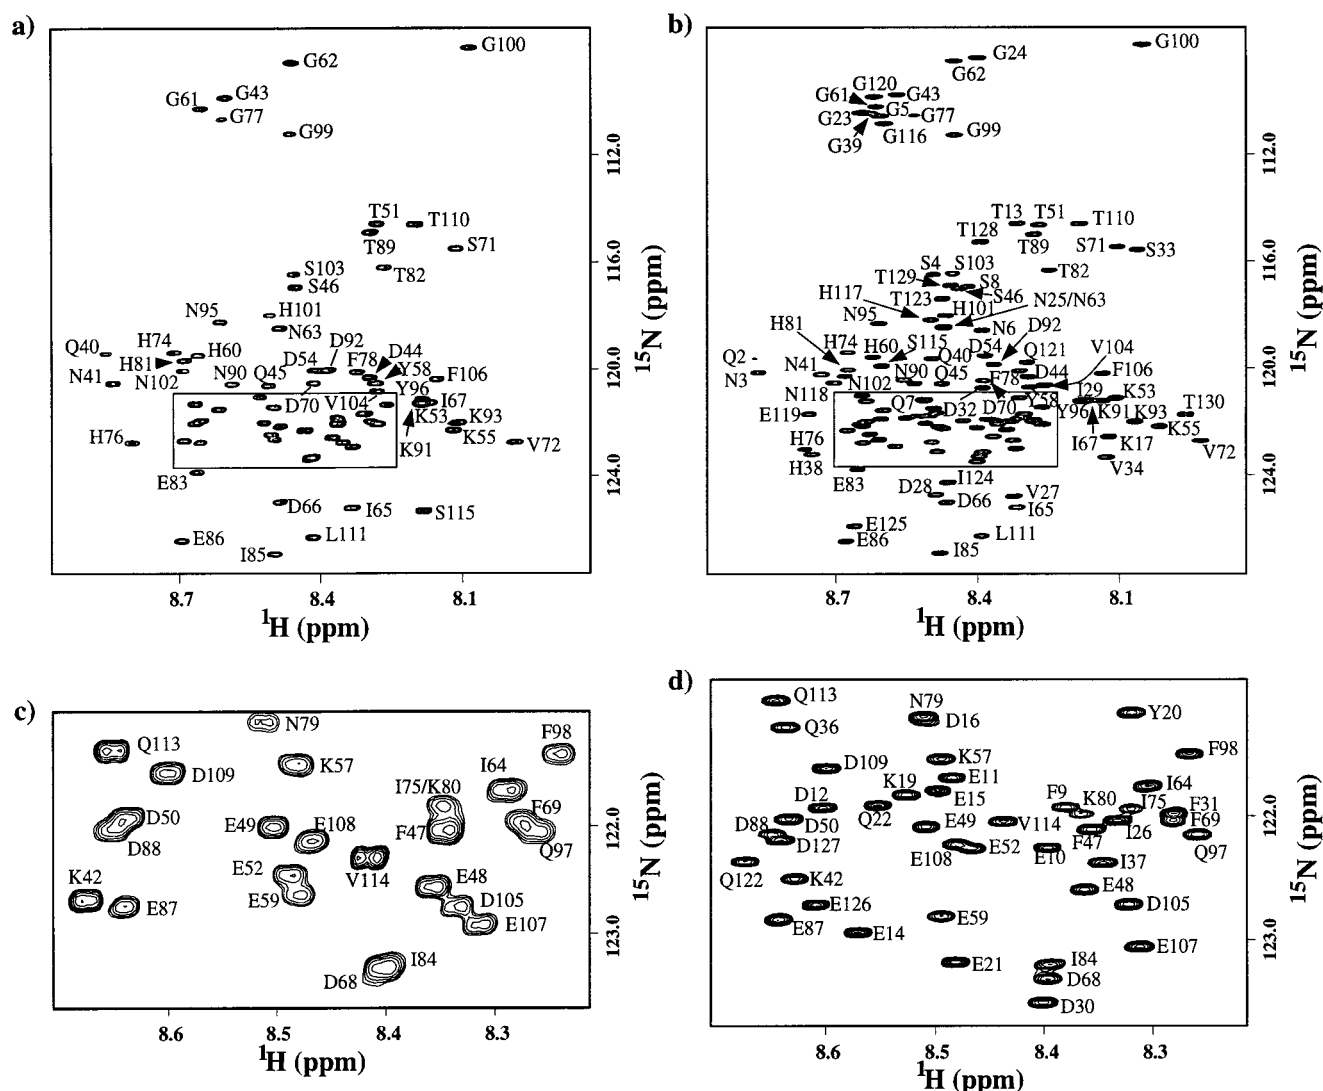 a)
G100
G62
G61
G43
G77
G99
112.0
T51
T110
T89
S71
T82
S103
S46
116.0
15N (ppm)
N95
H101
N63
D92
H74
Q40
H81
H60
D54
F78
D44
N41
N102
N90
Q45
Y58
F106
Y96
120.0
I67
D70
V104
K53
K93
H76
K91
K55
V72
E83
124.0
D66
I65
S115
E86
L111
I85
8.7
8.4
8.1
1H (ppm)
b)
G100
G24
G62
G120
G61
G43
G5
G23
G77
G39
G116
G99
112.0
T13
T51
T110
T128
T89
S71
S33
S4
S103
T82
116.0
T129
S8
S46
H117
T123
H101
N25/N63
15N (ppm)
N95
N6
D92
H81
H74
H60
S115
D54
Q121
V104
Q2
Q40
N3
N41
N90
D44
F106
N102
Q45
F78
Y58
120.0
N118
I29
K53
Q7
D32
D70
Y96
K91
K93
T130
E119
H76
I67
K17
K55
V72
H38
V34
E83
I124
124.0
D28
V27
D66
I65
E125
E86
L111
I85
8.7
8.4
8.1
1H (ppm)
c)
N79
F98
Q113
K57
I64
D109
I75/K80
D50
E49
E108
F47
F69
122.0
D88
Q97
V114
E52
E48
K42
E59
D105
E87
E107
123.0
I84
D68
15N (ppm)
8.6
8.5
8.4
8.3
1H (ppm)
d)
Q113
N79
D16
Y20
Q36
F98
D109
K57
K19
E11
I64
D12
E15
F9
K80
I75
F31
122.0
D88
D50
Q22
E49
V114
F69
I26
D127
F47
Q97
E108
E52
E10
Q122
I37
K42
E48
E126
D105
E59
E87
E14
123.0
E107
E21
I84
D68
D30
15N (ppm)
8.6
8.5
8.4
8.3
1H (ppm)